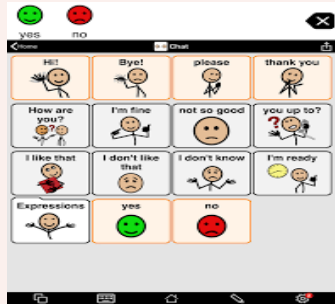 yes no
Home Chat
Hi! Bye! please thank you
How are you? I'm fine not so good you up to?
I like that I don't like that I don't know I'm ready
Expressions yes no